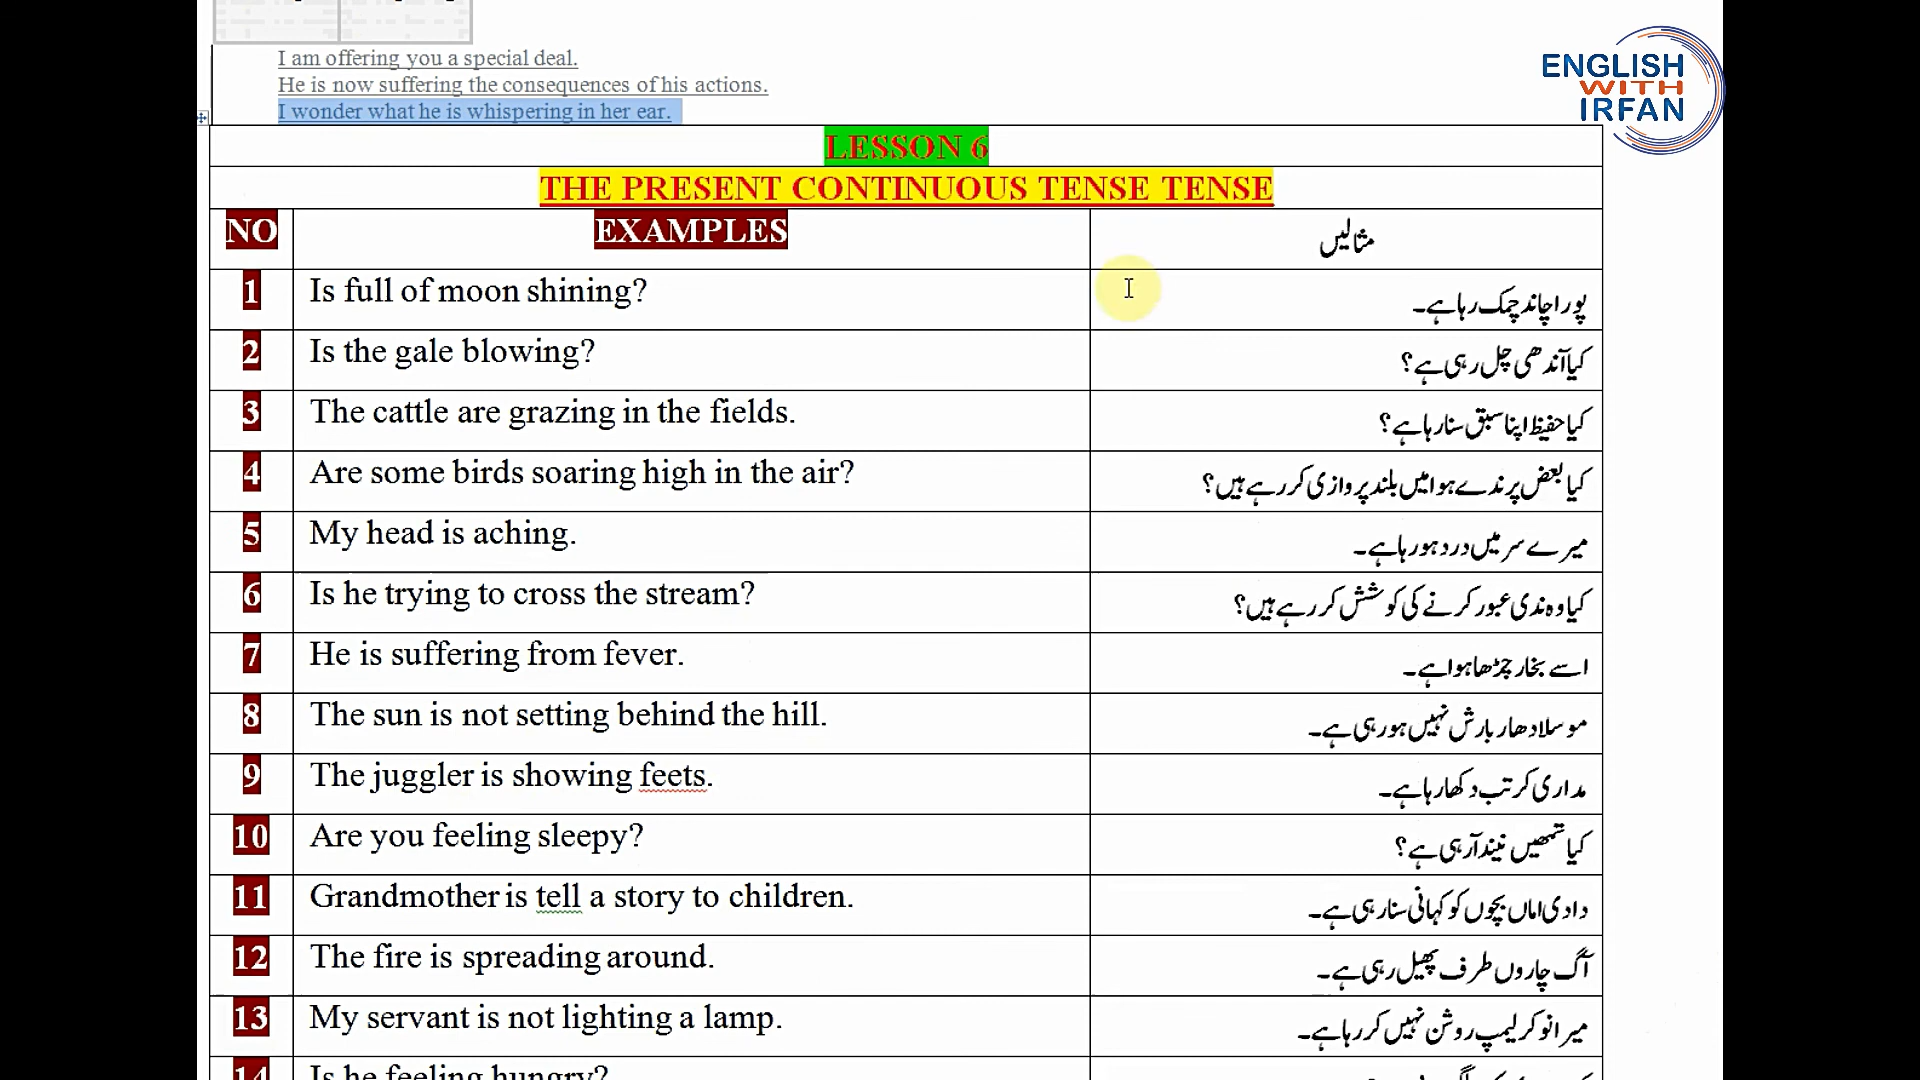 I am offering you a special deal.
He is now suffering the consequences of his actions.
I wonder what he is whispering in her ear.
ENGLISH
WITH
IRFAN
LESSON 6
THE PRESENT CONTINUOUS TENSE TENSE
NO EXAMPLES مثالیں
1 Is full of moon shining? پورا چاند چمک رہا ہے۔
2 Is the gale blowing? کیا آندھی چل رہی ہے؟
3 The cattle are grazing in the fields. کیا حفیظ اپنا سبق سنا رہا ہے؟
4 Are some birds soaring high in the air? کیا بعض پرندے ہوا میں بلند پروازی کر رہے ہیں؟
5 My head is aching. میرے سر میں درد ہو رہا ہے۔
6 Is he trying to cross the stream? کیا وہ ندی عبور کرنے کی کوشش کر رہے ہیں؟
7 He is suffering from fever. اسے بخار چڑھا ہوا ہے۔
8 The sun is not setting behind the hill. موسلا دھار بارش نہیں ہو رہی ہے۔
9 The juggler is showing feets. مداری کرتب دکھا رہا ہے۔
10 Are you feeling sleepy? کیا تمھیں نیند آرہی ہے؟
11 Grandmother is tell a story to children. دادی اماں بچوں کو کہانی سنا رہی ہے۔
12 The fire is spreading around. آگ چاروں طرف پھیل رہی ہے۔
13 My servant is not lighting a lamp. میرا نوکر لیمپ روشن نہیں کر رہا ہے۔
14 Is he feeling hungry?